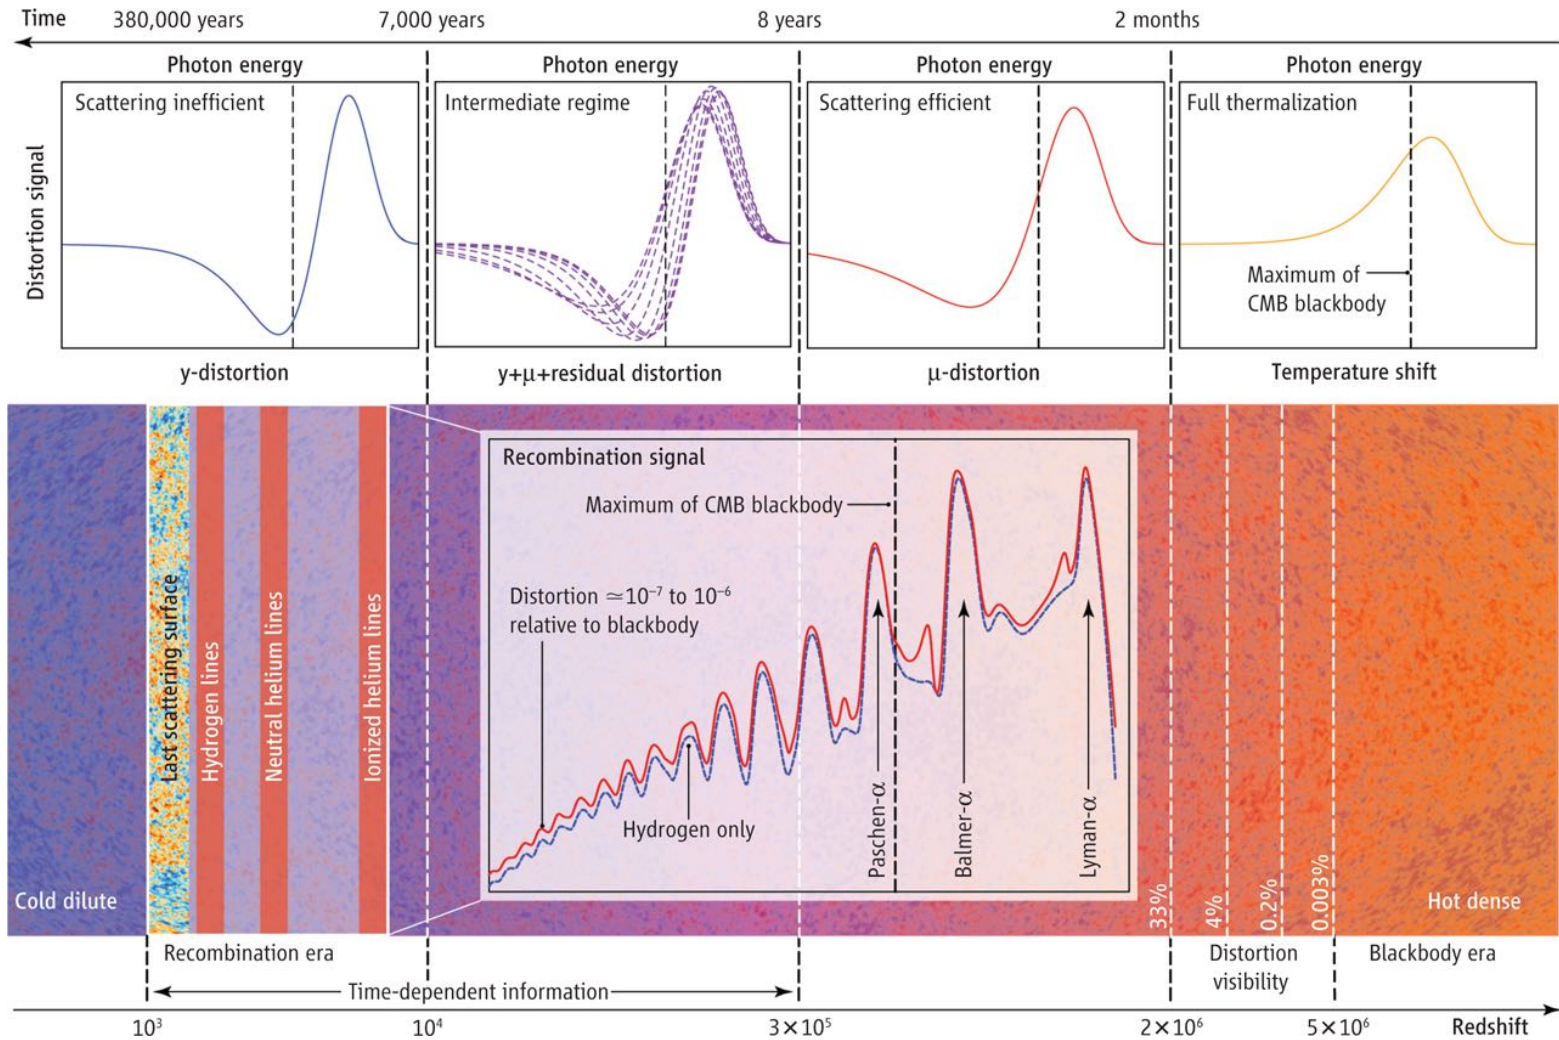 Time
380,000 years
7,000 years
8 years
2 months
Photon energy
Photon energy
Photon energy
Photon energy
Distortion signal
Scattering inefficient
Intermediate regime
Scattering efficient
Full thermalization
Maximum of
CMB blackbody
y-distortion
y+μ+residual distortion
μ-distortion
Temperature shift
Cold dilute
Last scattering surface
Hydrogen lines
Neutral helium lines
Ionized helium lines
Recombination signal
Maximum of CMB blackbody
Distortion ≃10⁻⁷ to 10⁻⁶
relative to blackbody
Hydrogen only
Paschen-α
Balmer-α
Lyman-α
33%
4%
0.2%
0.003%
Hot dense
Recombination era
Distortion
visibility
Blackbody era
Time-dependent information
10³
10⁴
3×10⁵
2×10⁶
5×10⁶
Redshift